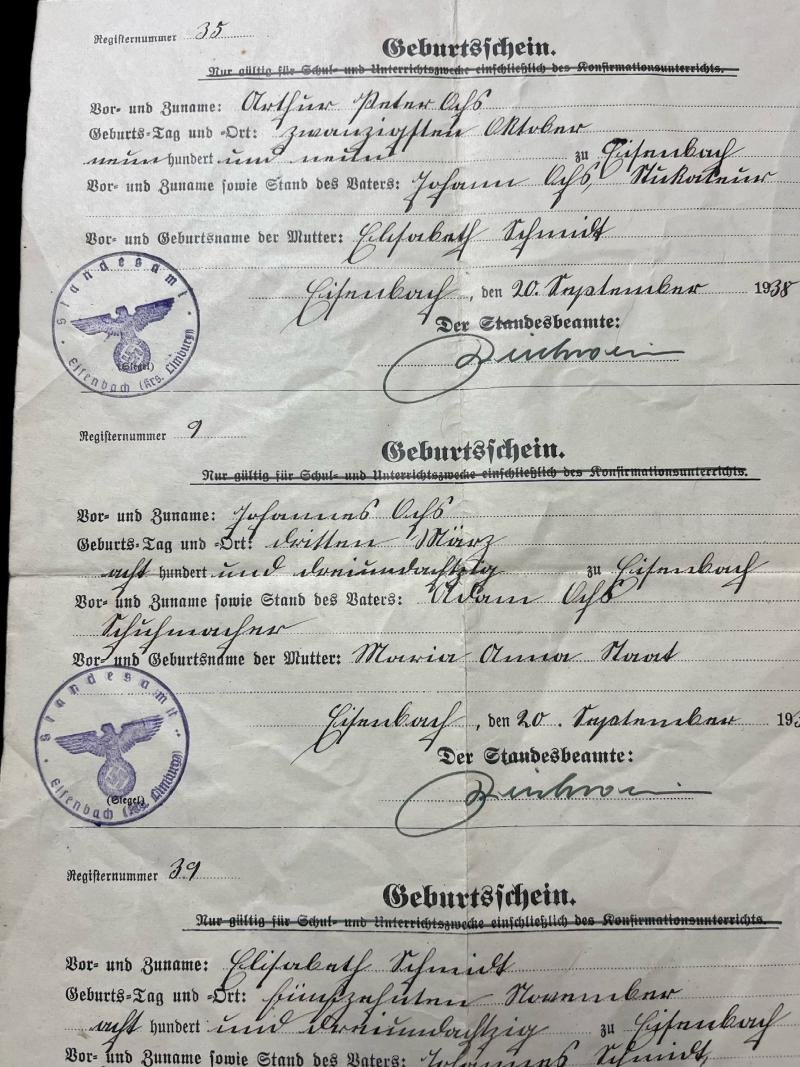 Registernummer 35
Geburtsschein.
Nur gültig für Schul- und Unterrichtszwecke einschließlich des Konfirmationsunterrichts.
Vor- und Zuname: Arthur Peter Ochs
Geburts-Tag und -Ort: zwanzigsten Oktober
neun hundert und neun zu Eisenbach
Vor- und Zuname sowie Stand des Vaters: Johann Ochs, Stukateur
Vor- und Geburtsname der Mutter: Elisabeth Schmidt
Eisenbach, den 20. September 1938
Der Standesbeamte:
Standesamt
Eisenbach (Krs. Limburg)
(Siegel)
Registernummer 9
Geburtsschein.
Nur gültig für Schul- und Unterrichtszwecke einschließlich des Konfirmationsunterrichts.
Vor- und Zuname: Johannes Ochs
Geburts-Tag und -Ort: dritten März
acht hundert und dreiundachtzig zu Eisenbach
Vor- und Zuname sowie Stand des Vaters: Adam Ochs
Schuhmacher
Vor- und Geburtsname der Mutter: Maria Anna Staat
Eisenbach, den 20. September 193
Der Standesbeamte:
Standesamt
Eisenbach (Krs. Limburg)
(Siegel)
Registernummer 39
Geburtsschein.
Nur gültig für Schul- und Unterrichtszwecke einschließlich des Konfirmationsunterrichts.
Vor- und Zuname: Elisabeth Schmidt
Geburts-Tag und -Ort: fünfzehnten November
acht hundert und dreiundachtzig zu Eisenbach
Vor- und Zuname sowie Stand des Vaters: Johannes Schmidt,